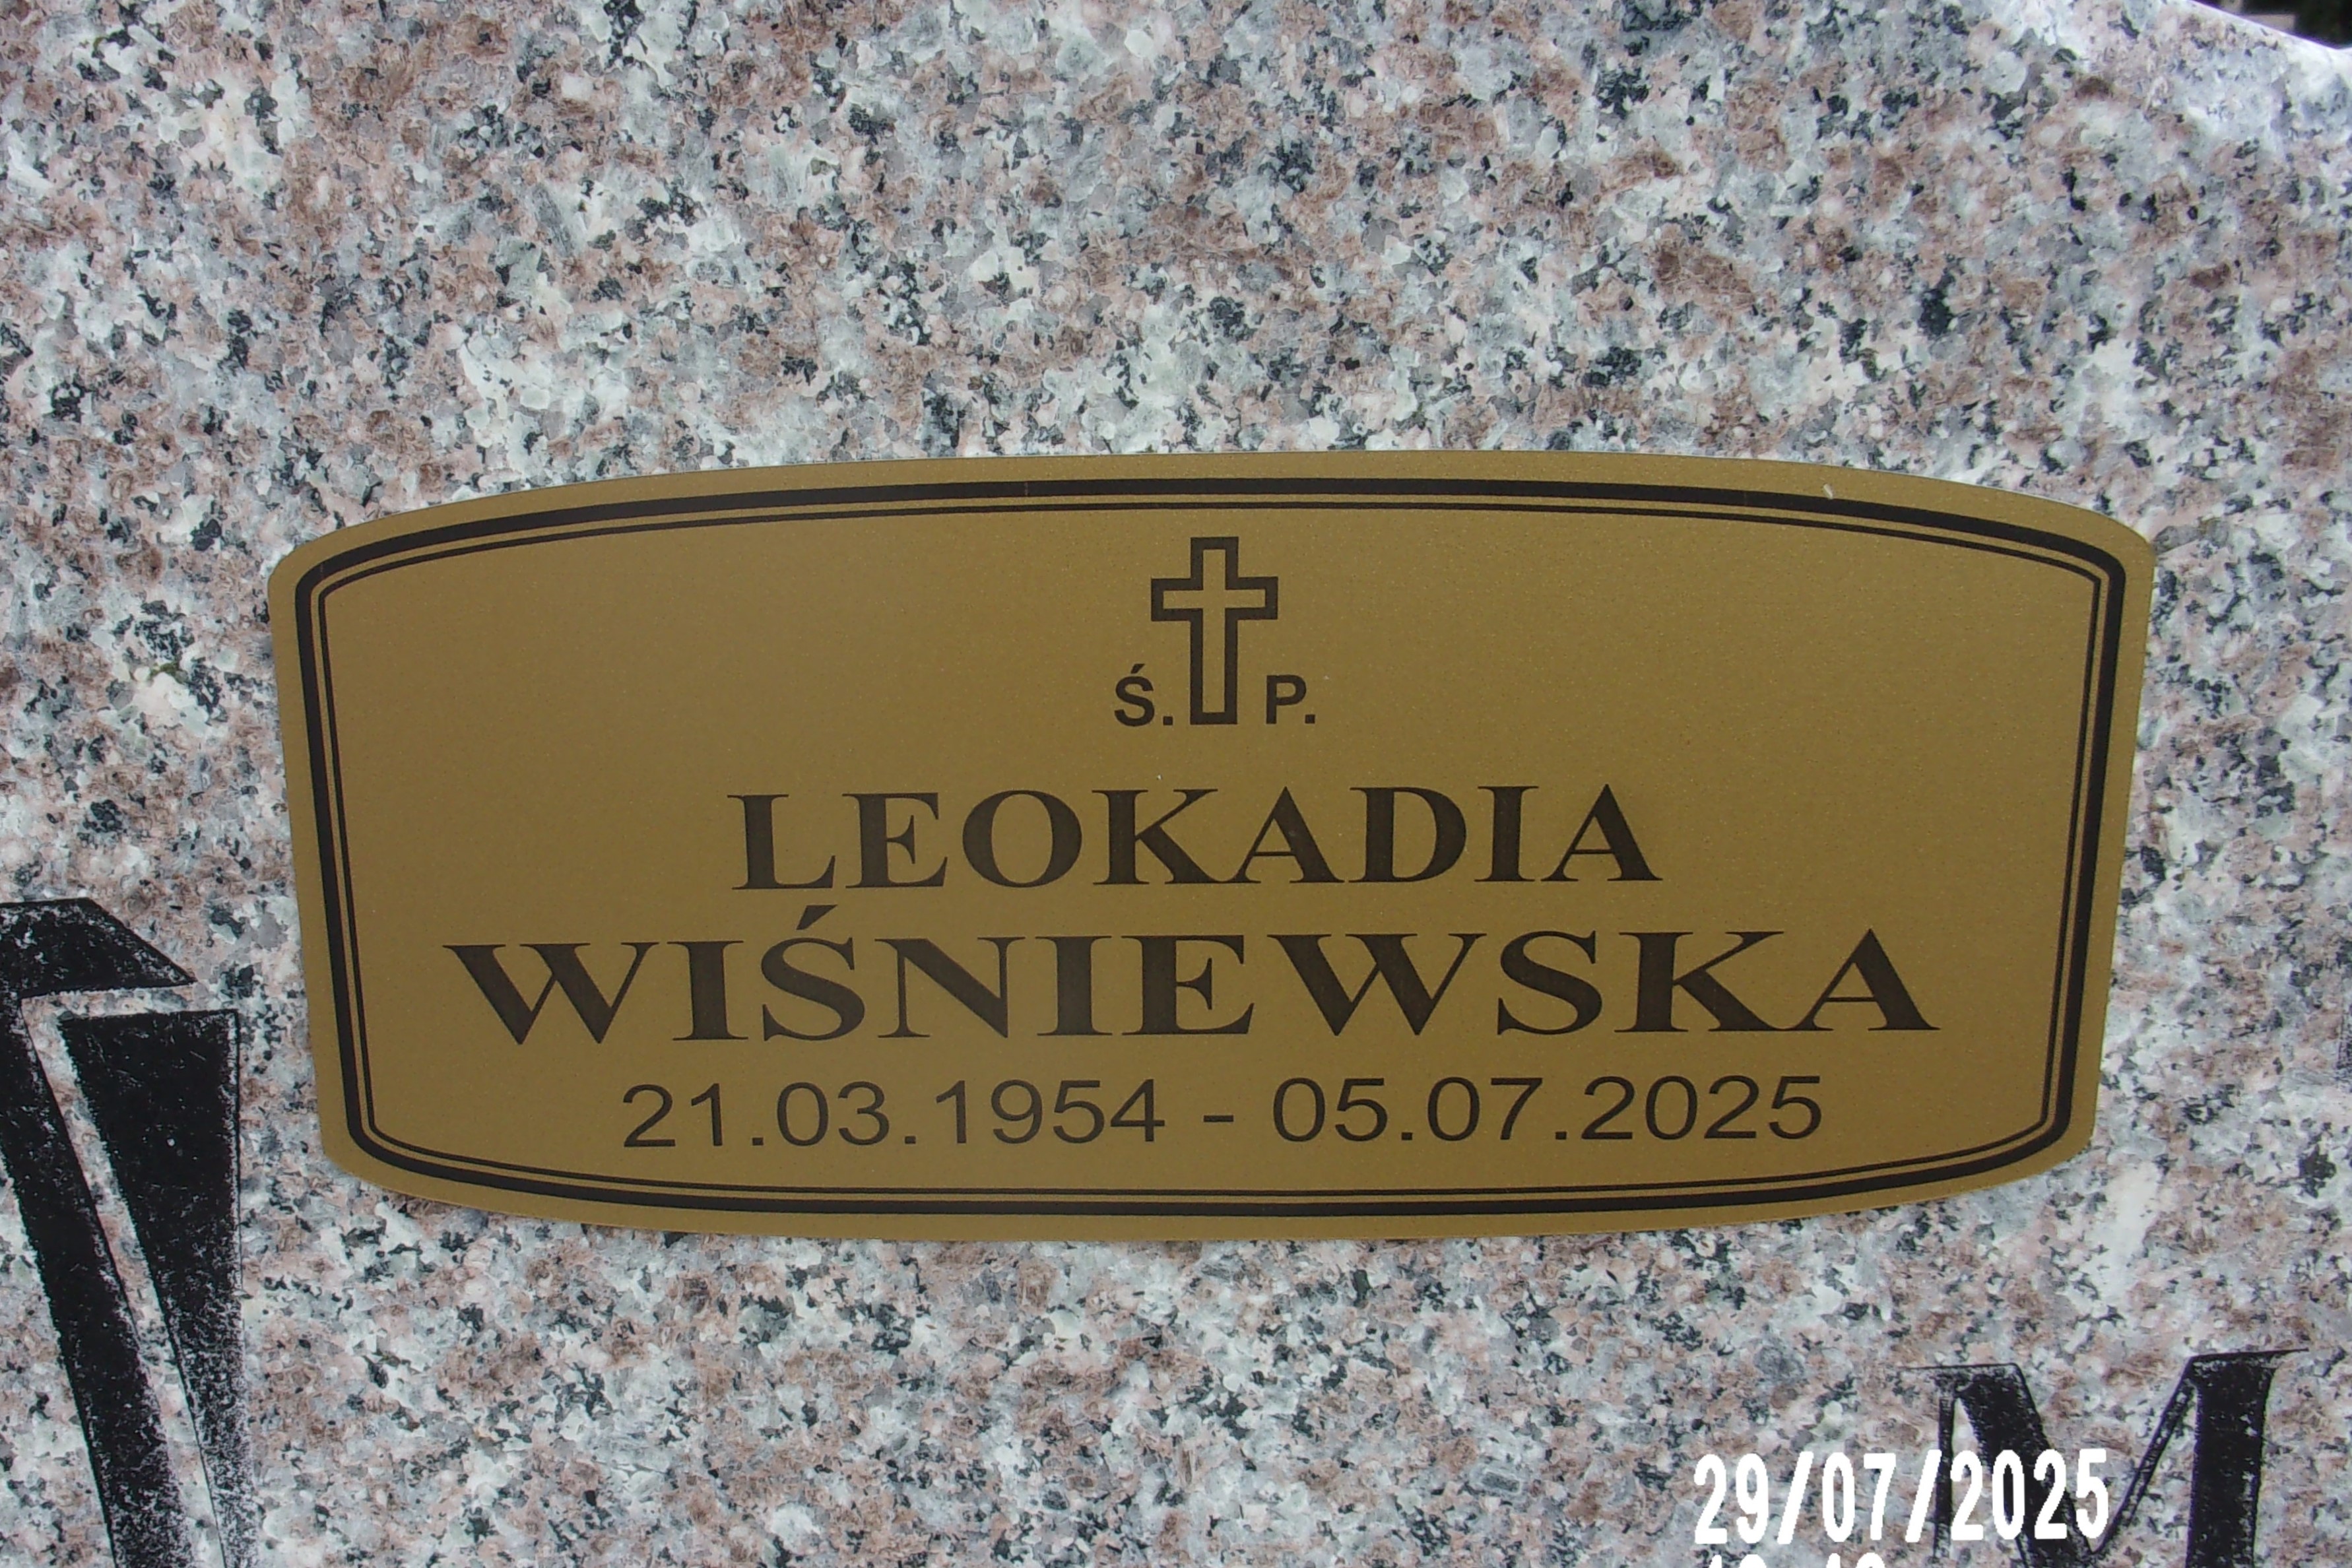 Ś. P.
LEOKADIA
WIŚNIEWSKA
21.03.1954 - 05.07.2025
M
29/07/2025